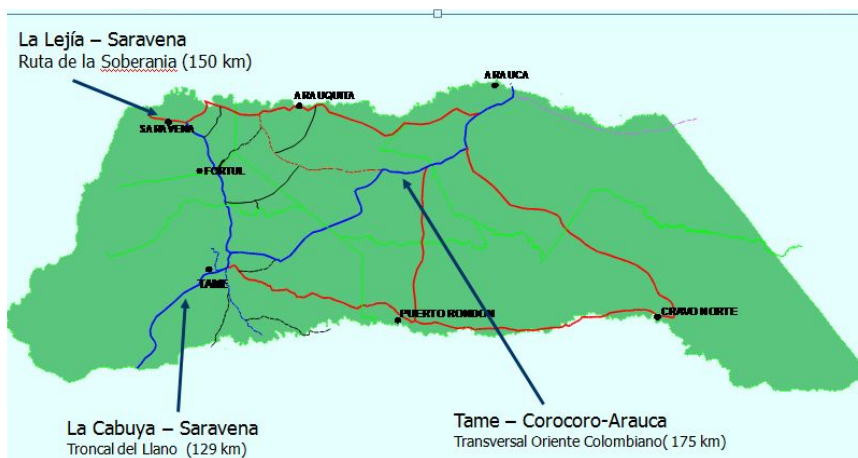 La Lejía – Saravena
Ruta de la Soberania (150 km)
ARAUCA
ARAUQUITA
SARAVENA
FORTUL
TAME
PUERTO RONDON
CRAVO NORTE
La Cabuya – Saravena
Troncal del Llano (129 km)
Tame – Corocoro-Arauca
Transversal Oriente Colombiano( 175 km)